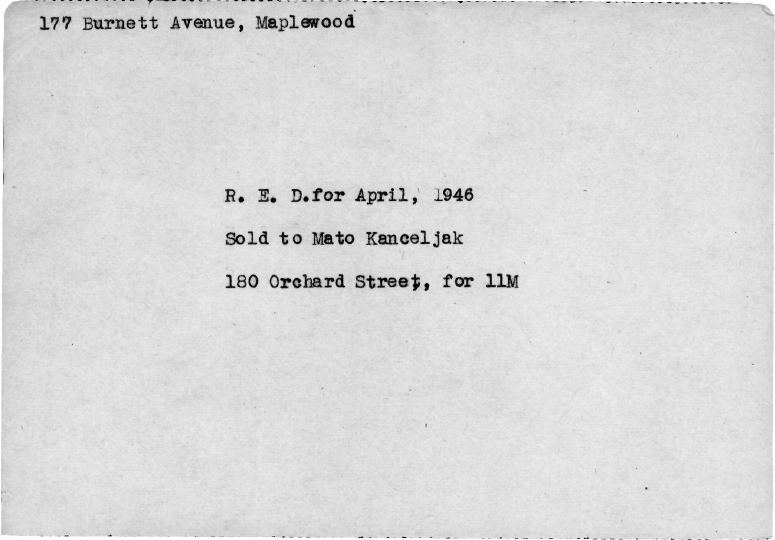 177 Burnett Avenue, Maplewood
R. E. D.for April, 1946
Sold to Mato Kanceljak
180 Orchard Street, for 11M